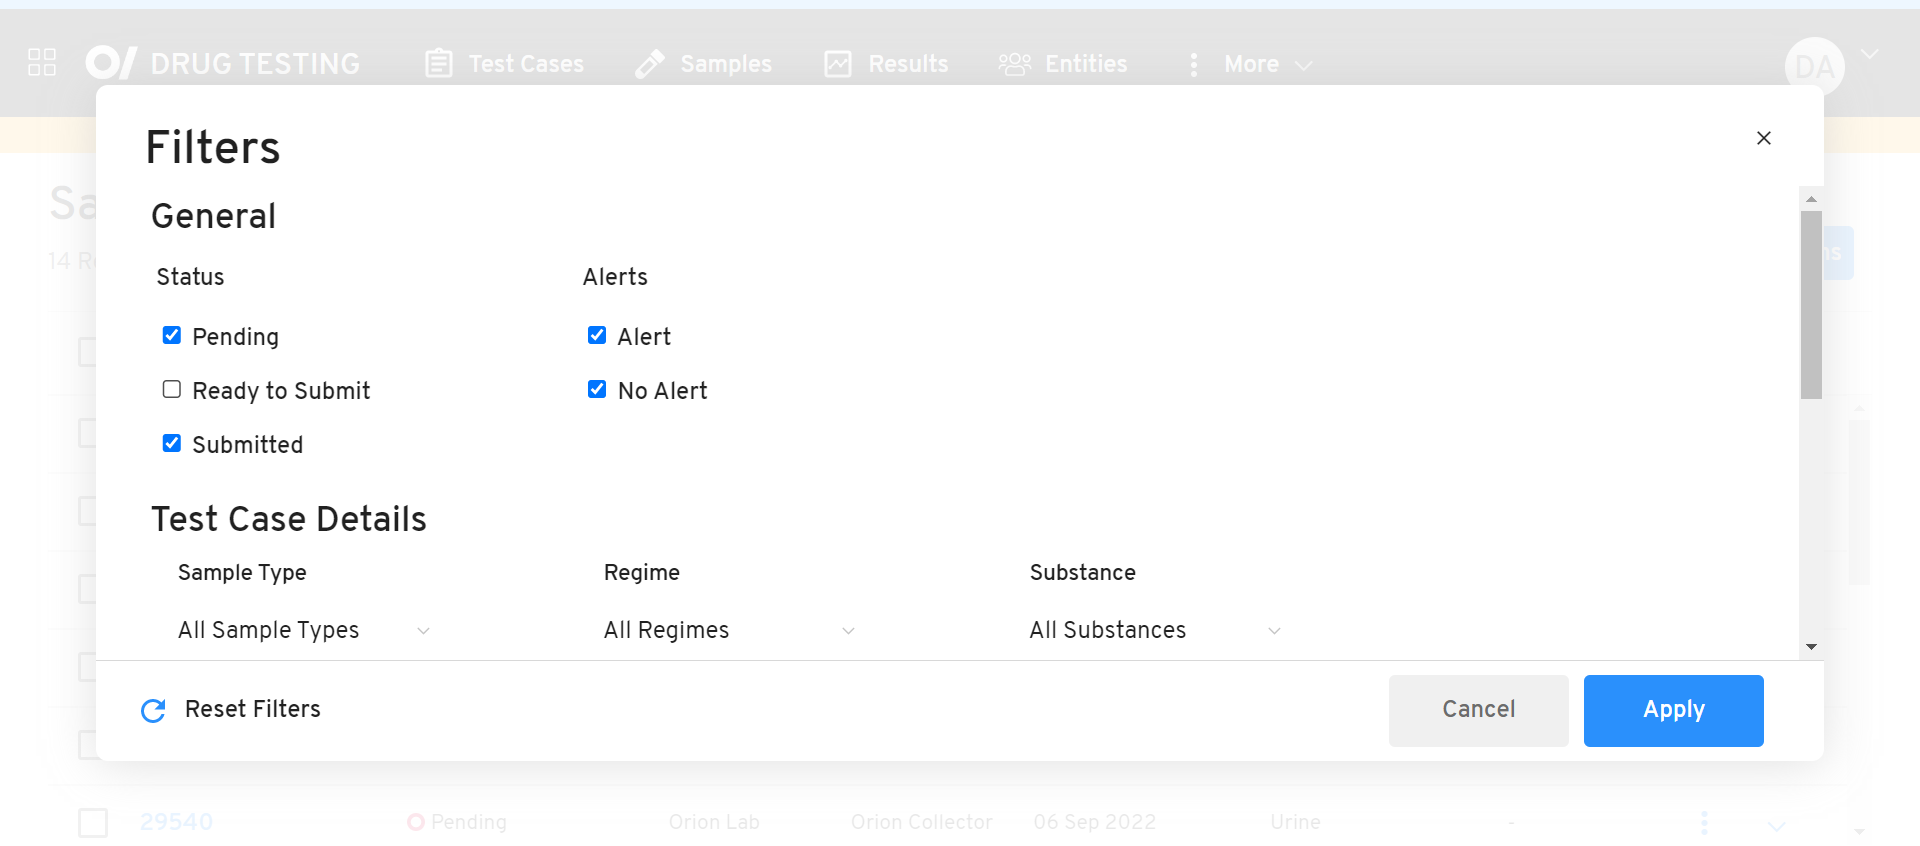 DRUG TESTING Test Cases Samples Results Entities More DA
Filters
General
Status Alerts
Pending Alert
Ready to Submit No Alert
Submitted
Test Case Details
Sample Type Regime Substance
All Sample Types All Regimes All Substances
Reset Filters Cancel Apply
29540 Pending Orion Lab Orion Collector 06 Sep 2022 Urine -